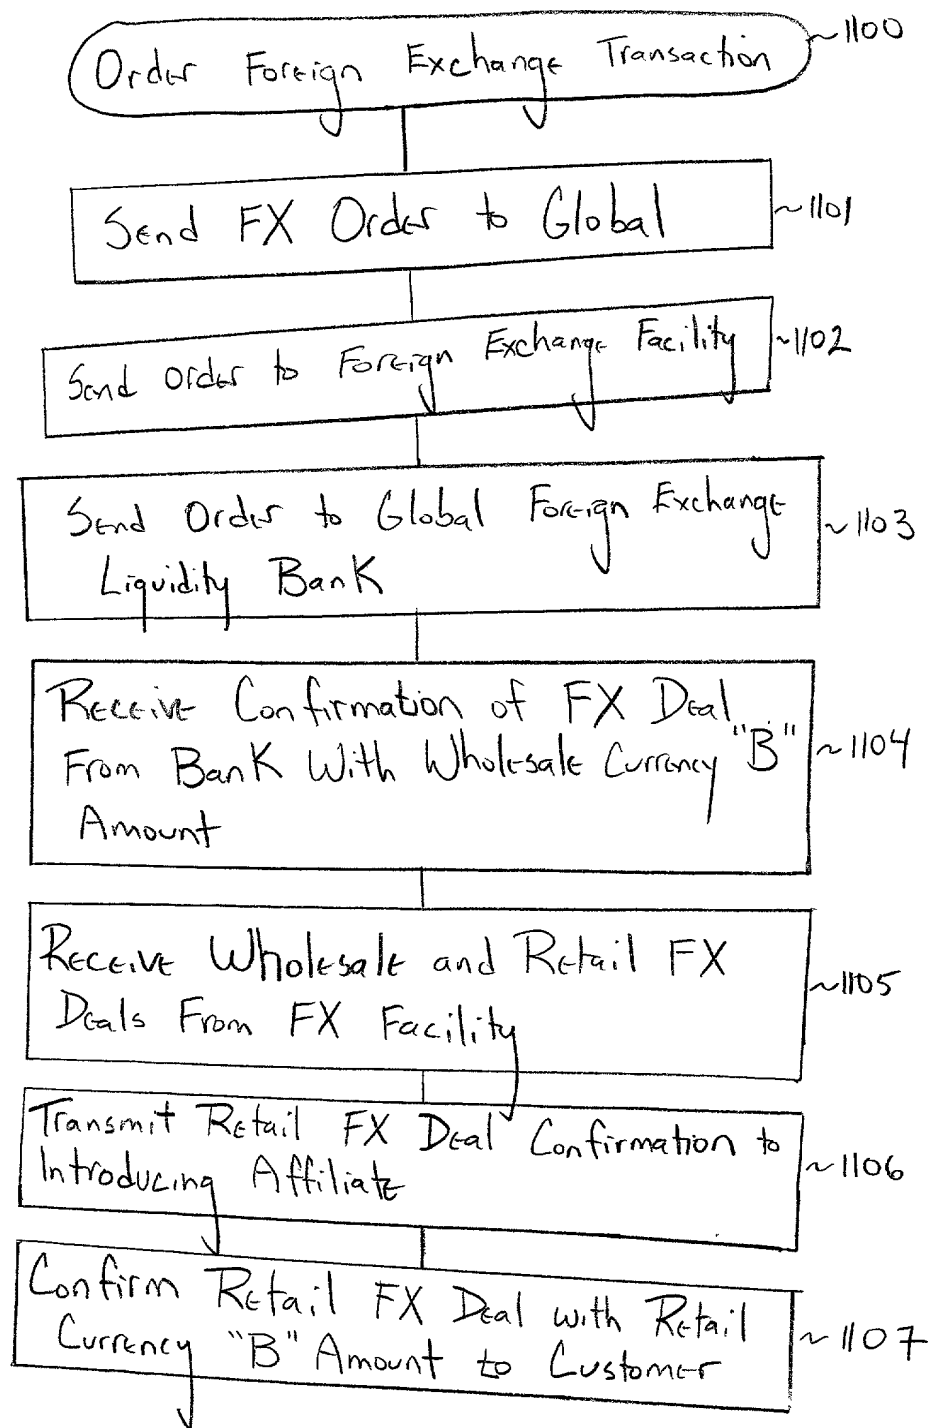 Order Foreign Exchange Transaction ~1100
Send FX Order to Global ~1101
Send Order to Foreign Exchange Facility ~1102
Send Order to Global Foreign Exchange
Liquidity Bank ~1103
Receive Confirmation of FX Deal
From Bank With Wholesale Currency "B" ~1104
Amount
Receive Wholesale and Retail FX
Deals From FX Facility ~1105
Transmit Retail FX Deal Confirmation to
Introducing Affiliate ~1106
Confirm Retail FX Deal with Retail
Currency "B" Amount to Customer ~1107